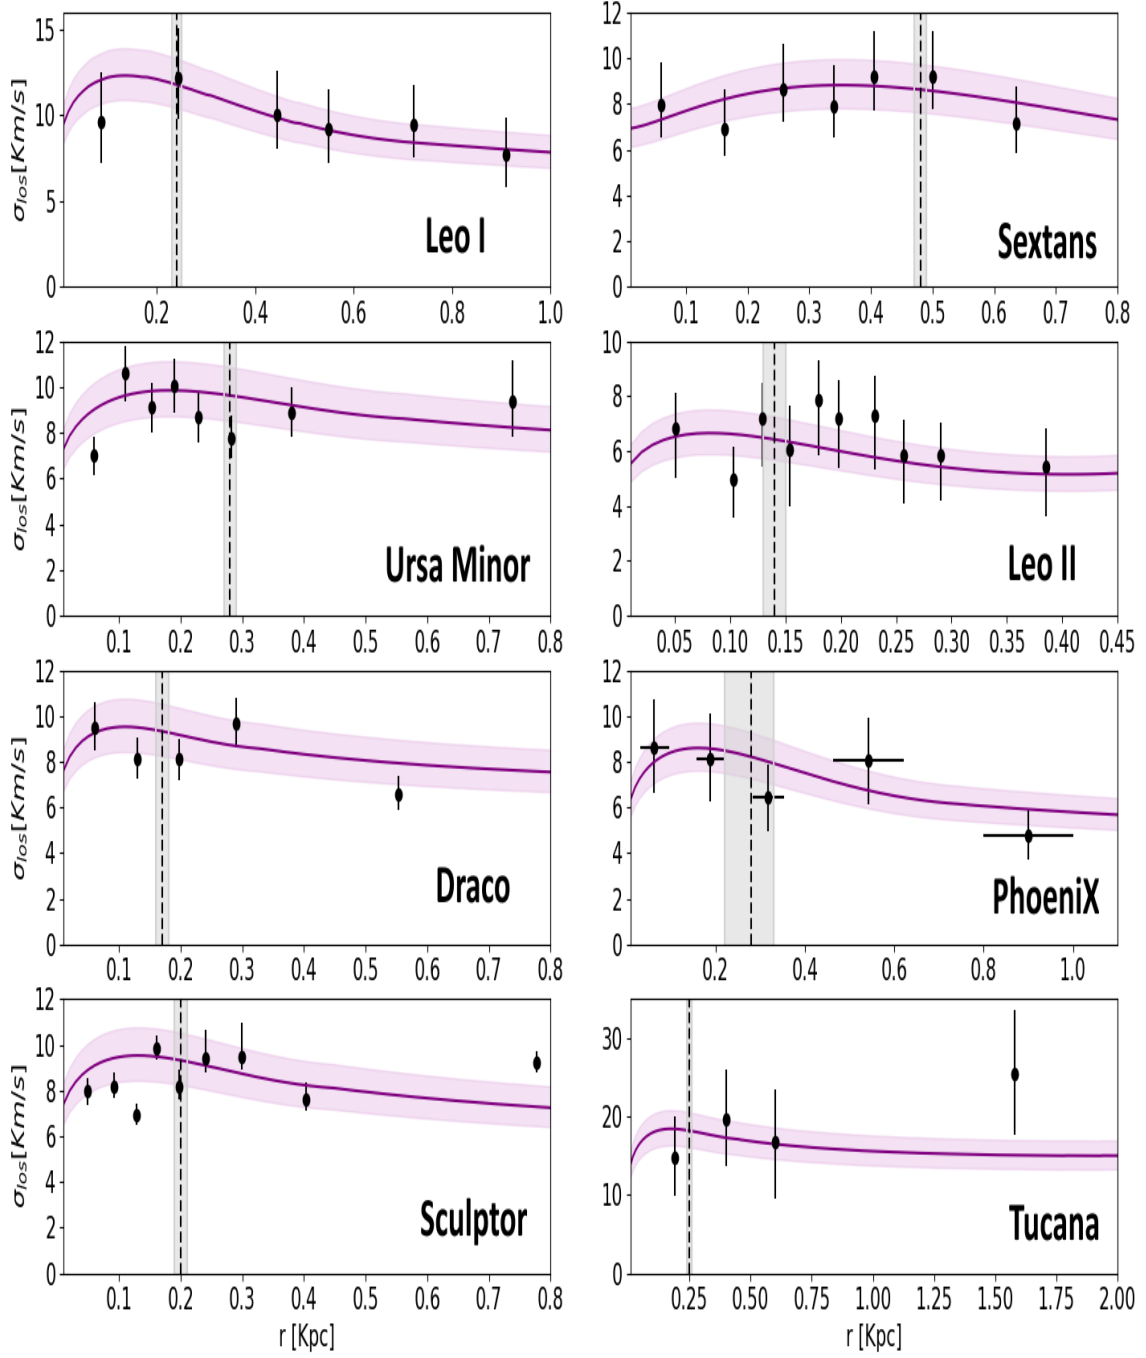 σlos[Km/s]
15
10
5
0
Leo I
0.2 0.4 0.6 0.8 1.0
12
10
8
6
4
2
0
Sextans
0.1 0.2 0.3 0.4 0.5 0.6 0.7 0.8
σlos[Km/s]
12
10
8
6
4
2
0
Ursa Minor
0.1 0.2 0.3 0.4 0.5 0.6 0.7 0.8
10
8
6
4
2
0
Leo II
0.05 0.10 0.15 0.20 0.25 0.30 0.35 0.40 0.45
σlos[Km/s]
12
10
8
6
4
2
0
Draco
0.1 0.2 0.3 0.4 0.5 0.6 0.7 0.8
12
10
8
6
4
2
0
PhoeniX
0.2 0.4 0.6 0.8 1.0
σlos[Km/s]
12
10
8
6
4
2
0
Sculptor
0.1 0.2 0.3 0.4 0.5 0.6 0.7 0.8
r [Kpc]
30
20
10
0
Tucana
0.25 0.50 0.75 1.00 1.25 1.50 1.75 2.00
r [Kpc]